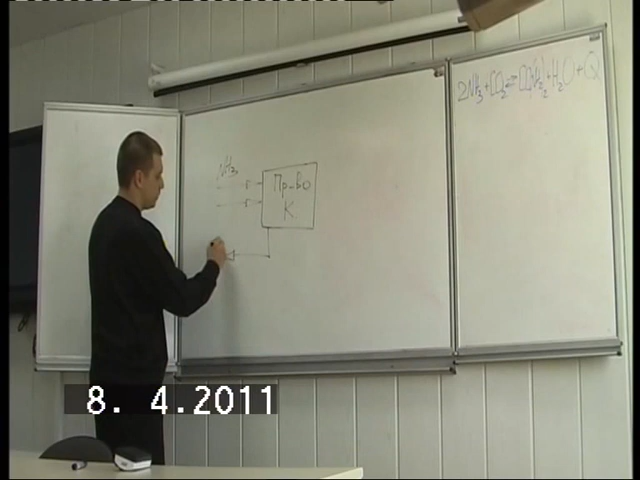 NH₃
Пр-во
К
2NH₃ + CO₂ ⇌ CO(NH₂)₂ + H₂O + Q
8. 4.2011